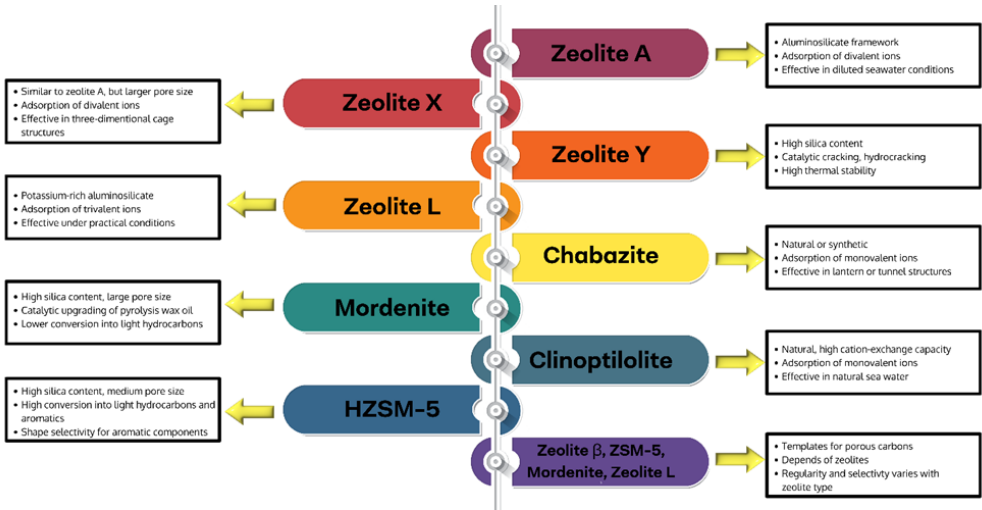 Zeolite A
• Aluminosilicate framework
• Adsorption of divalent ions
• Effective in diluted seawater conditions
Zeolite X
• Similar to zeolite A, but larger pore size
• Adsorption of divalent ions
• Effective in three-dimentional cage
structures
Zeolite Y
• High silica content
• Catalytic cracking, hydrocracking
• High thermal stability
Zeolite L
• Potassium-rich aluminosilicate
• Adsorption of trivalent ions
• Effective under practical conditions
Chabazite
• Natural or synthetic
• Adsorption of monovalent ions
• Effective in lantern or tunnel structures
Mordenite
• High silica content, large pore size
• Catalytic upgrading of pyrolysis wax oil
• Lower conversion into light hydrocarbons
Clinoptilolite
• Natural, high cation-exchange capacity
• Adsorption of monovalent ions
• Effective in natural sea water
HZSM-5
• High silica content, medium pore size
• High conversion into light hydrocarbons and
aromatics
• Shape selectivity for aromatic components
Zeolite β, ZSM-5,
Mordenite, Zeolite L
• Templates for porous carbons
• Depends of zeolites
• Regularity and selectivty varies with
zeolite type